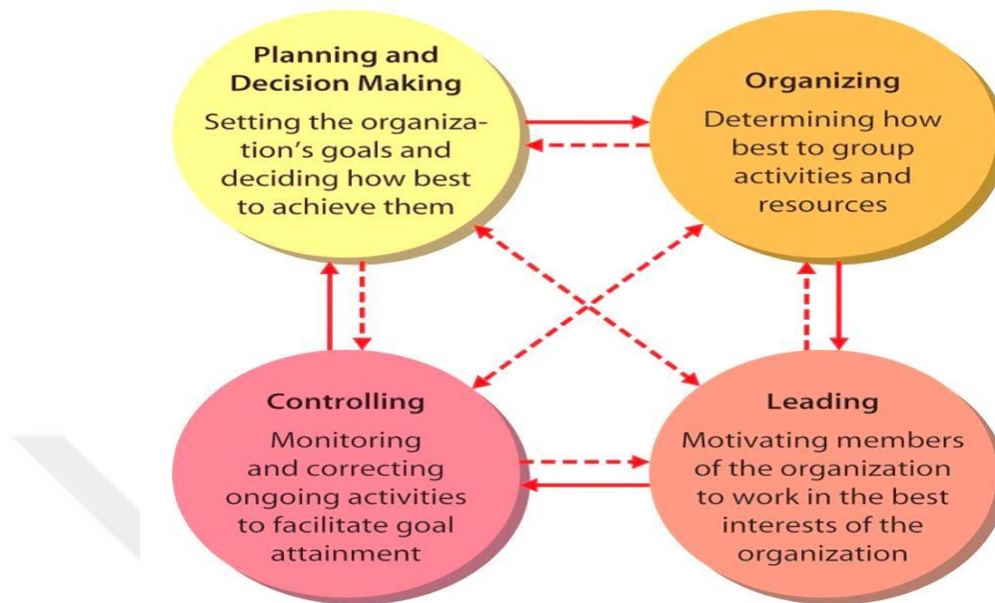 Planning and
Decision Making
Setting the organiza-
tion's goals and
deciding how best
to achieve them
Organizing
Determining how
best to group
activities and
resources
Controlling
Monitoring
and correcting
ongoing activities
to facilitate goal
attainment
Leading
Motivating members
of the organization
to work in the best
interests of the
organization